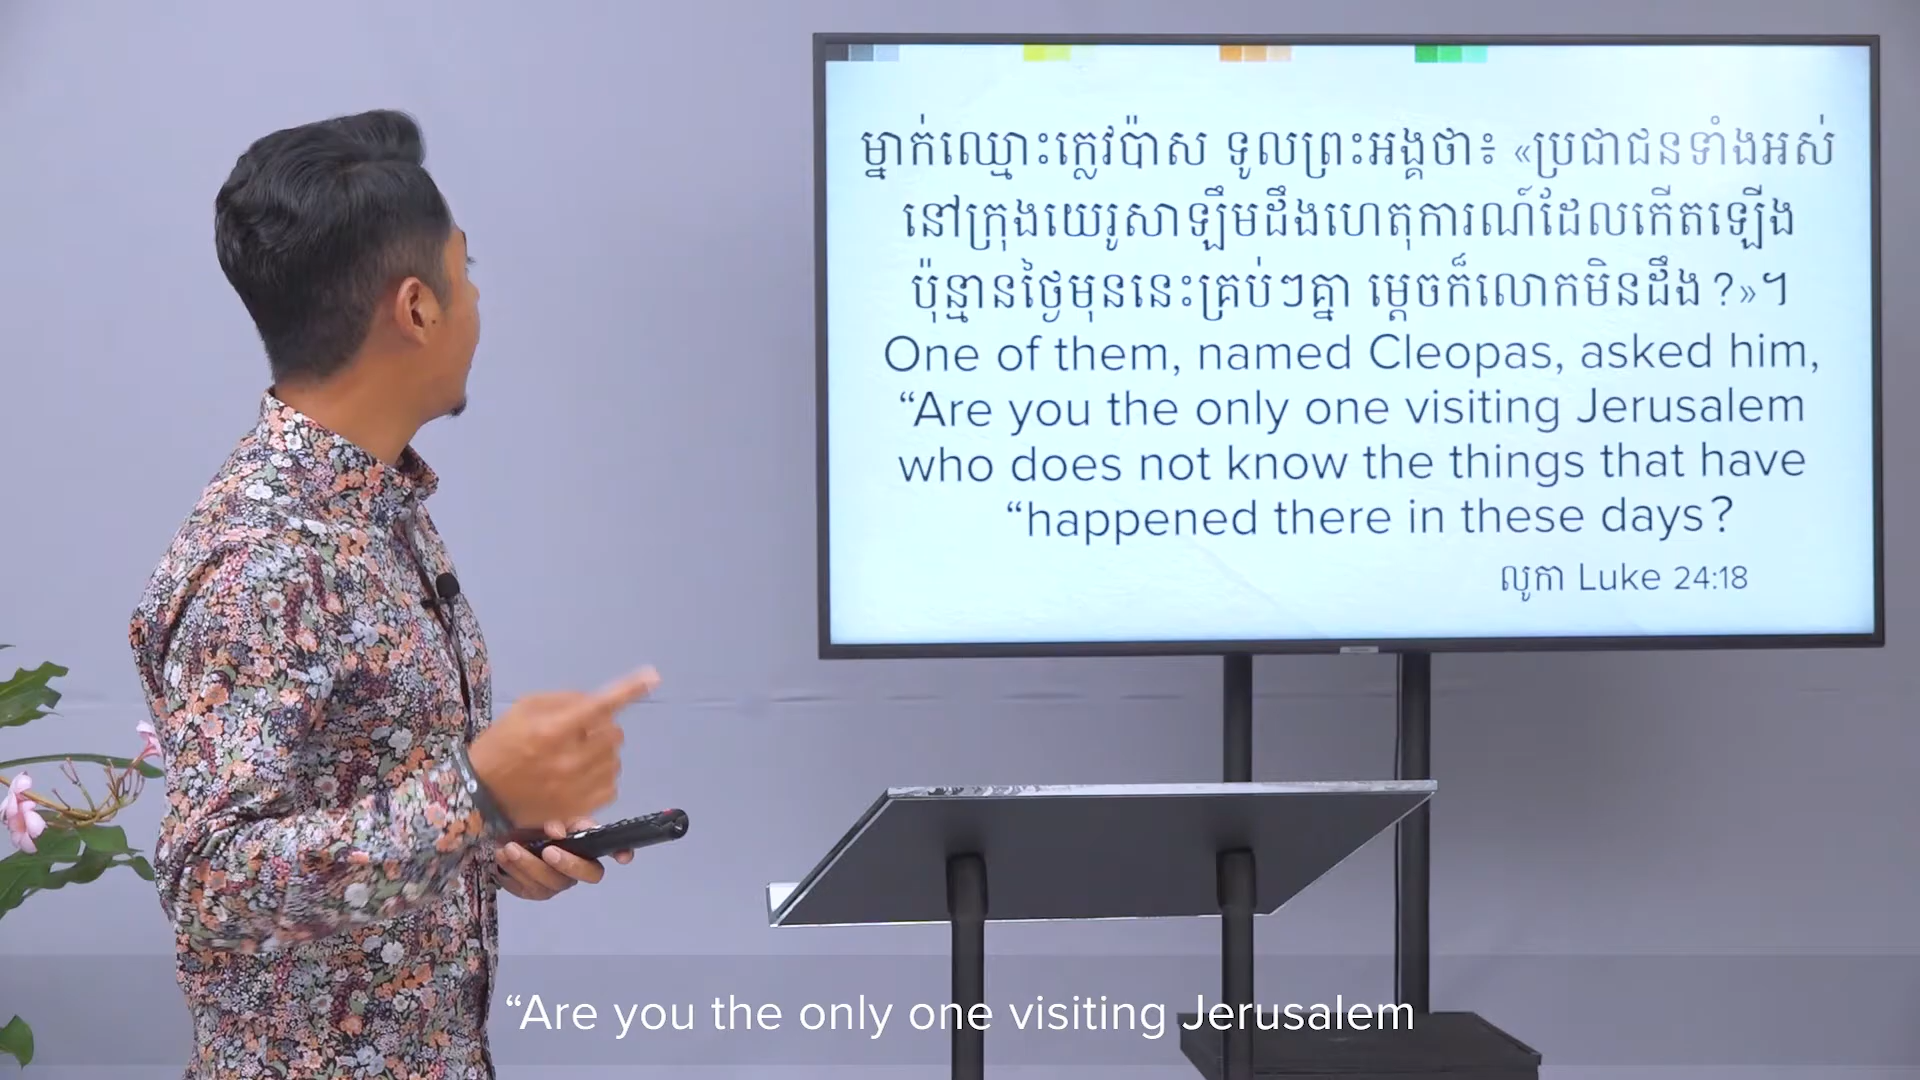 ម្នាក់ឈ្មោះក្លេវប៉ាស ទូលព្រះអង្គថា៖ «ប្រជាជនទាំងអស់
នៅក្រុងយេរូសាឡឹមដឹងហេតុការណ៍ដែលកើតឡើង
ប៉ុន្មានថ្ងៃមុននេះគ្រប់ៗគ្នា ម្ដេចក៏លោកមិនដឹង ?»។
One of them, named Cleopas, asked him,
“Are you the only one visiting Jerusalem
who does not know the things that have
“happened there in these days?
លូកា Luke 24:18
“Are you the only one visiting Jerusalem